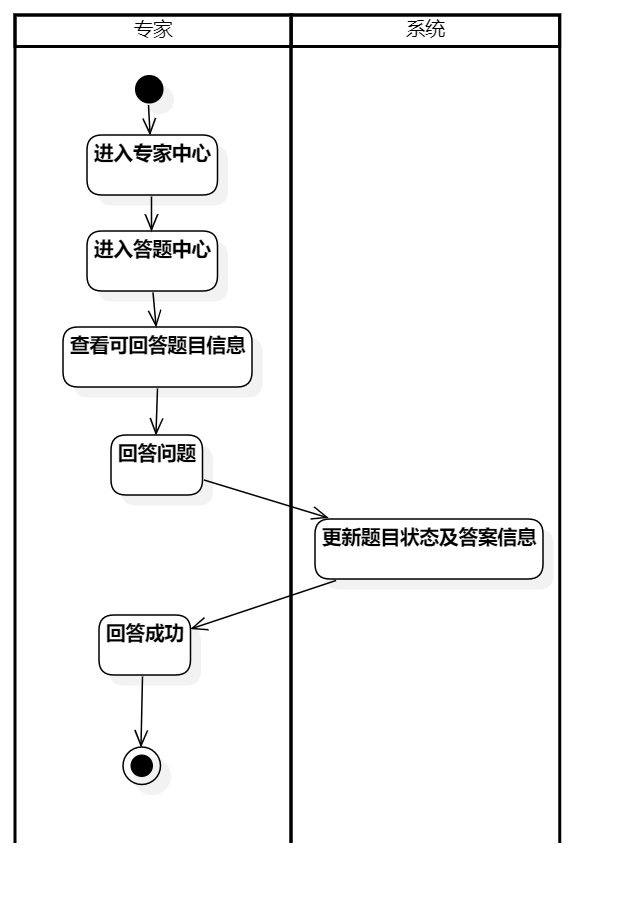 专家
系统
进入专家中心
进入答题中心
查看可回答题目信息
回答问题
更新题目状态及答案信息
回答成功